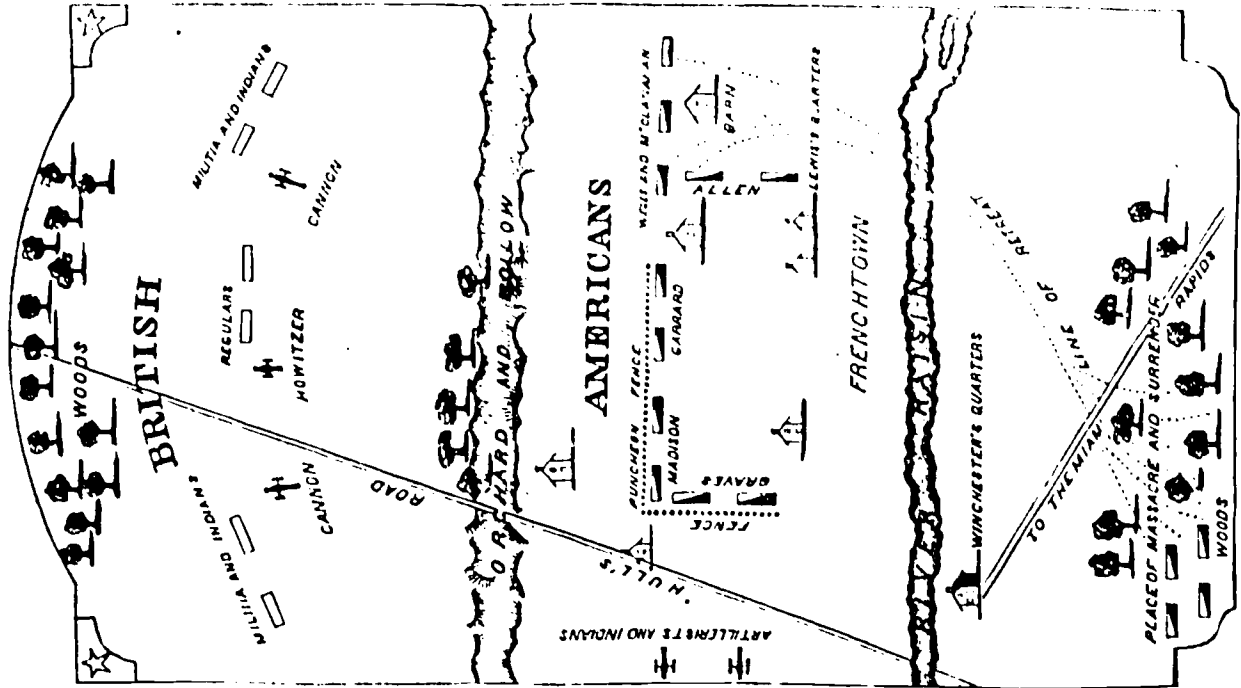 WOODS
BRITISH
MILITIA AND INDIANS
CANNON
REGULARS
HOWITZER
CANNON
MILITIA AND INDIANS
HULL'S ROAD
ORCHARD AND HOLLOW
AMERICANS
PUNCHEON FENCE
WELLS AND McCLANAHAN
MADISON
GARRARD
GRAVES
FENCE
ALLEN
BARN
LEWIS'S QUARTERS
ARTILLERISTS AND INDIANS
FRENCHTOWN
RIVER RAISIN
WINCHESTER'S QUARTERS
TO THE MIAMI RAPIDS
LINE OF RETREAT
PLACE OF MASSACRE AND SURRENDER
WOODS